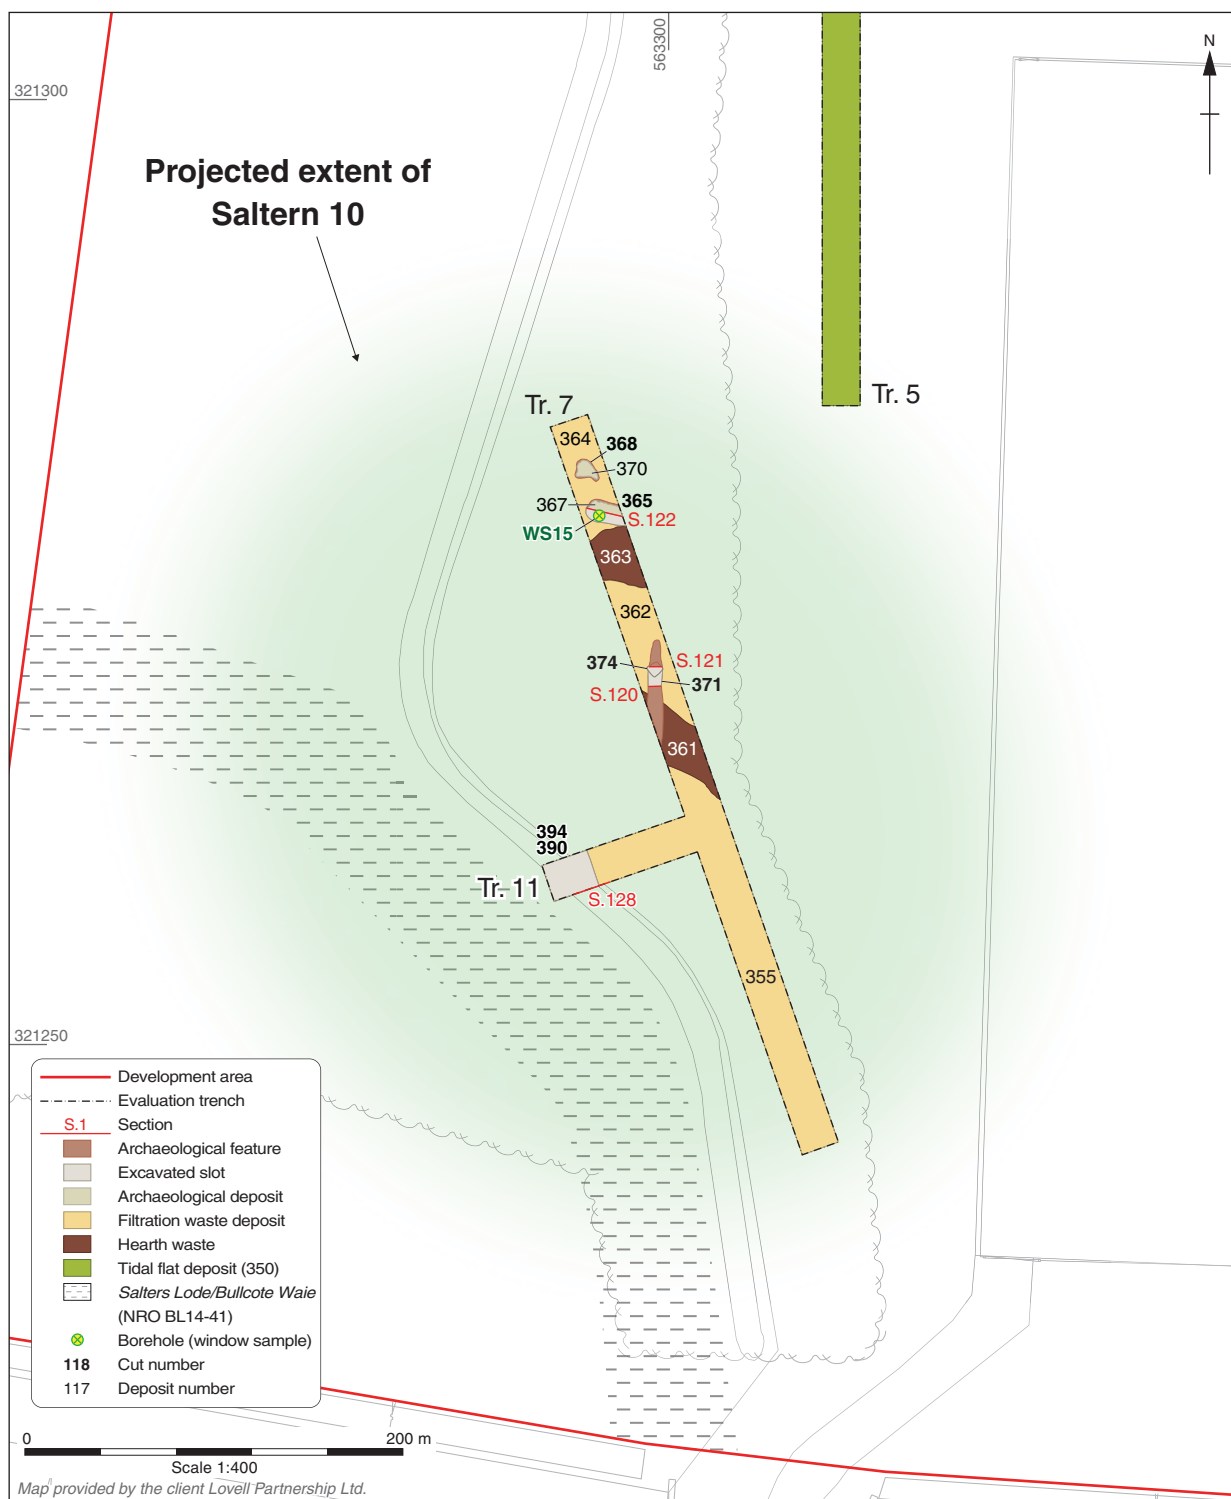 563300
N
321300
Projected extent of
Saltern 10
Tr. 5
Tr. 7
364
368
370
367
365
S.122
WS15
363
362
374
S.121
371
S.120
361
394
390
Tr. 11
S.128
355
321250
Development area
Evaluation trench
S.1 Section
Archaeological feature
Excavated slot
Archaeological deposit
Filtration waste deposit
Hearth waste
Tidal flat deposit (350)
Salters Lode/Bullcote Waie
(NRO BL14-41)
Borehole (window sample)
118 Cut number
117 Deposit number
0 200 m
Scale 1:400
Map provided by the client Lovell Partnership Ltd.